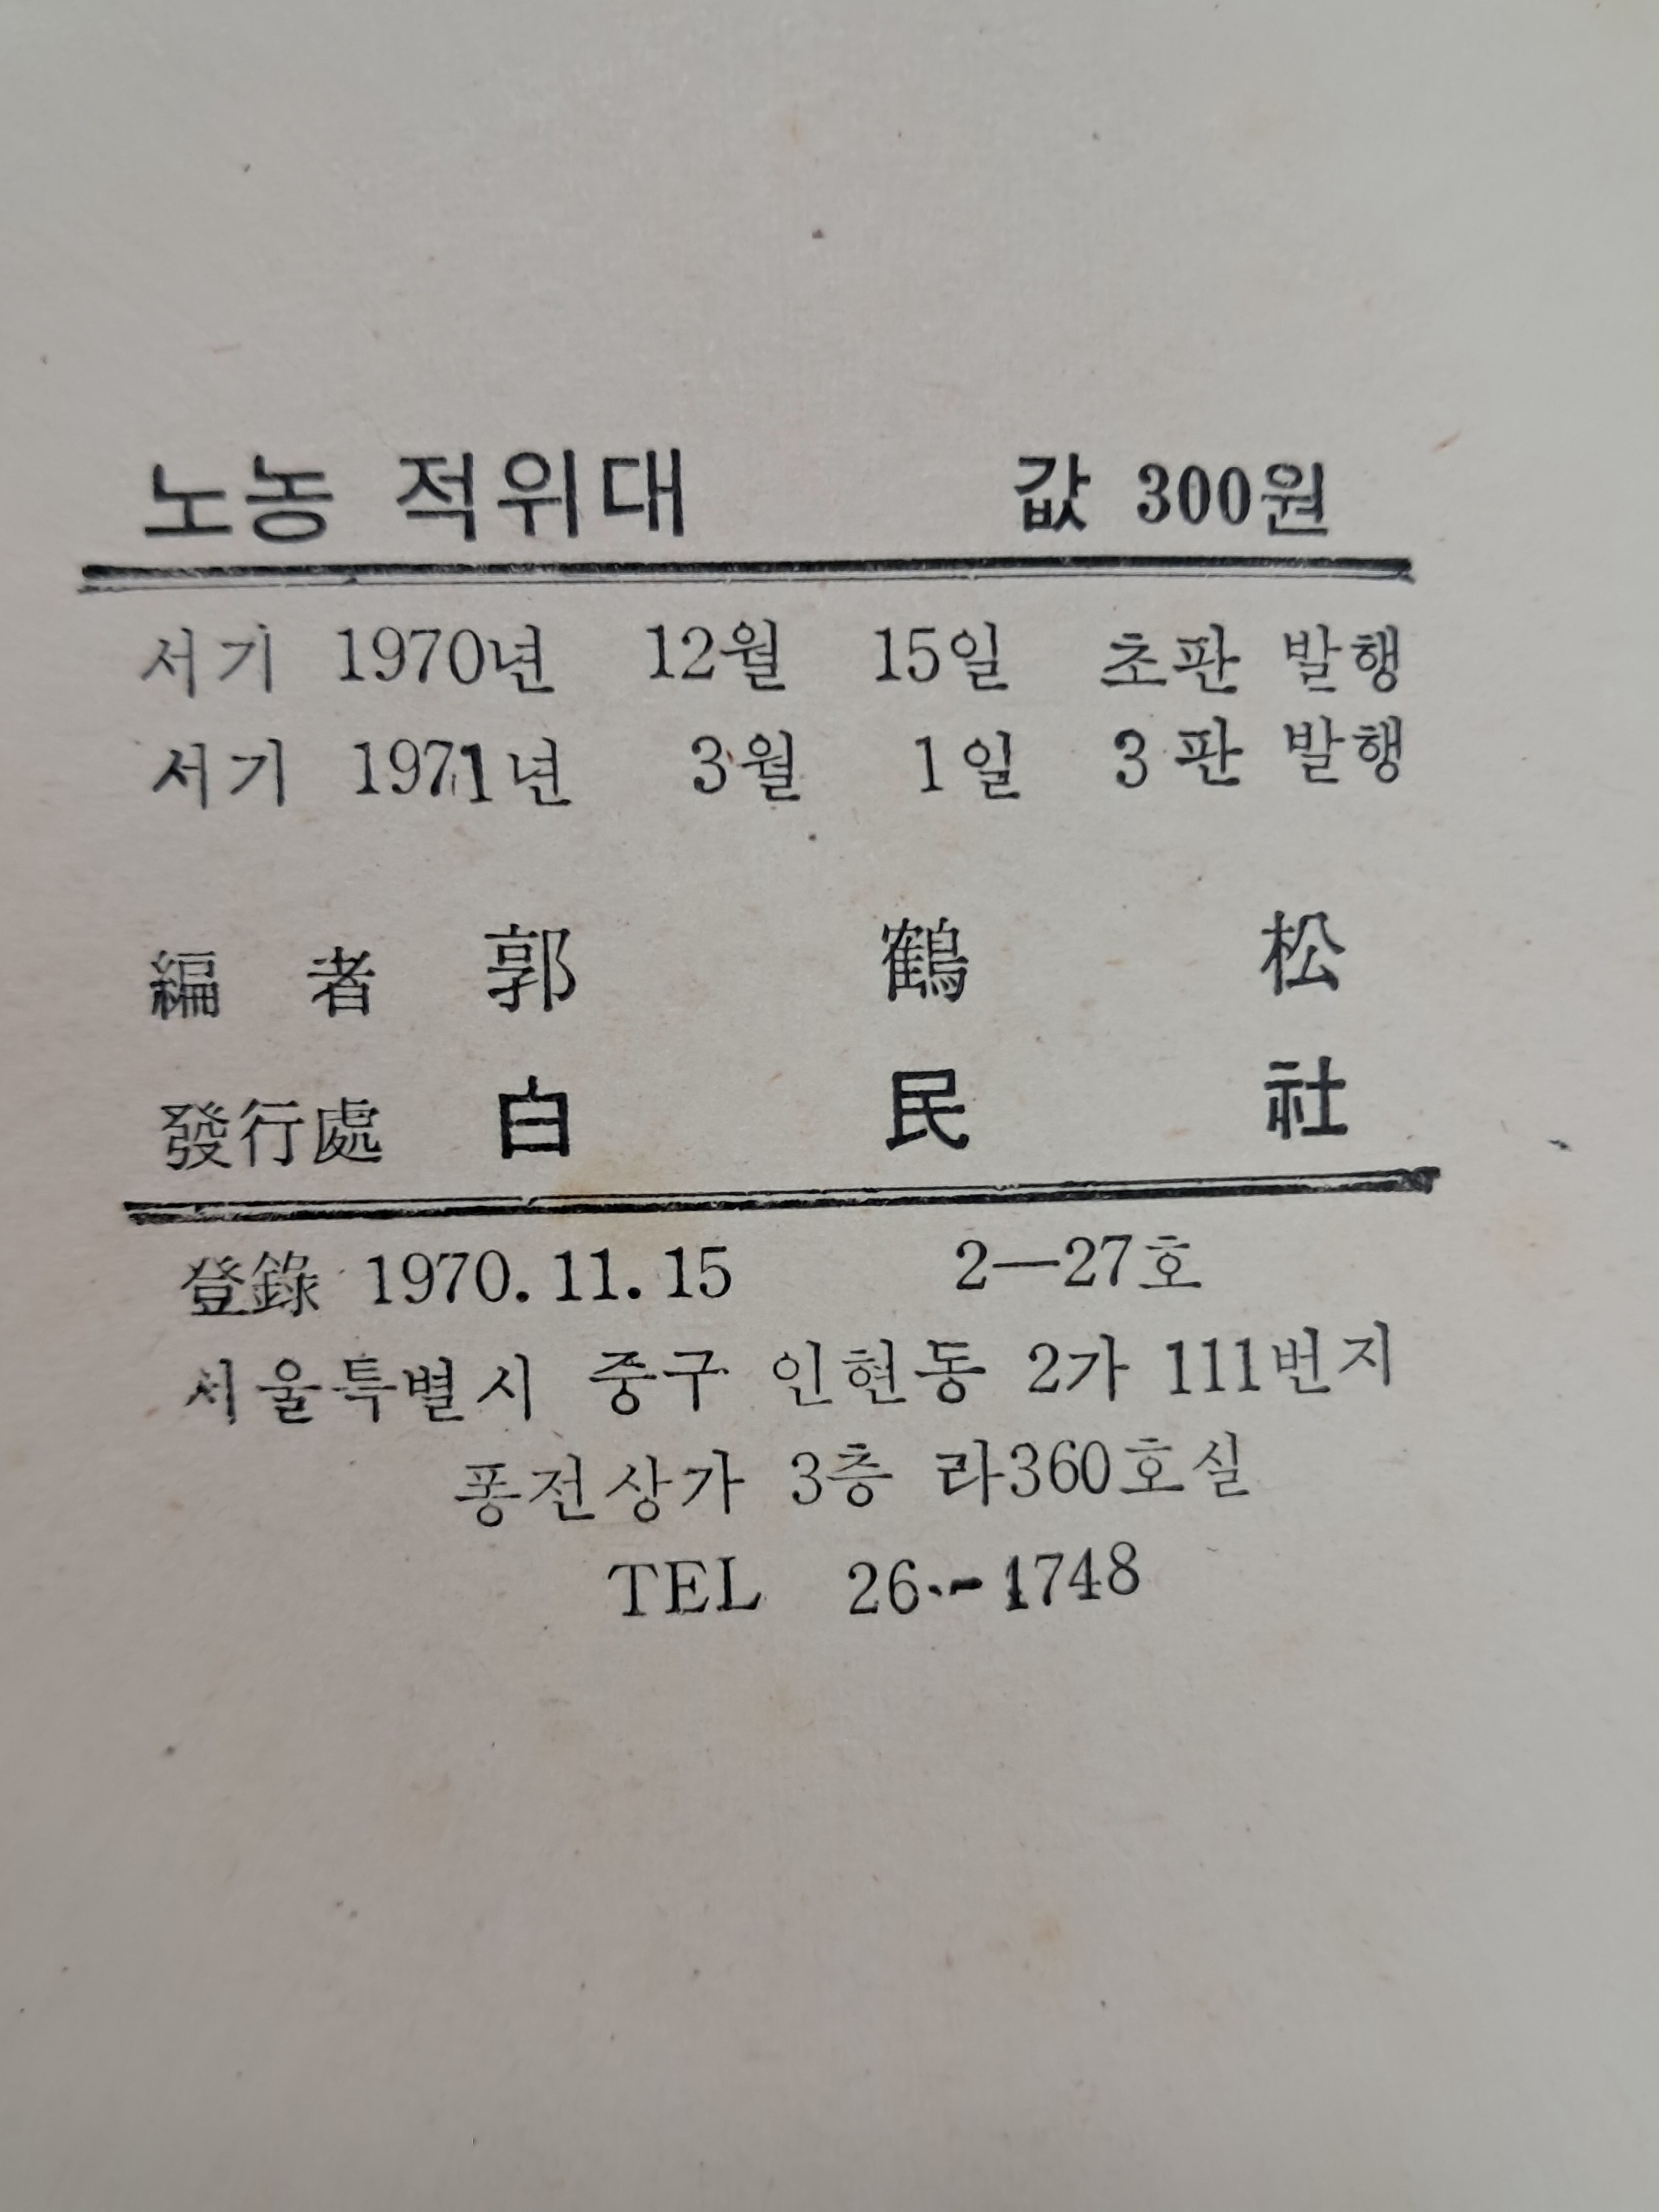 노농 적위대 값 300원
서기 1970년 12월 15일 초판 발행
서기 1971년 3월 1일 3판 발행
編者 郭鶴松
發行處 白民社
登錄 1970.11.15 2—27호
서울특별시 중구 인현동 2가 111번지
풍전상가 3층 라360호실
TEL 26--1748